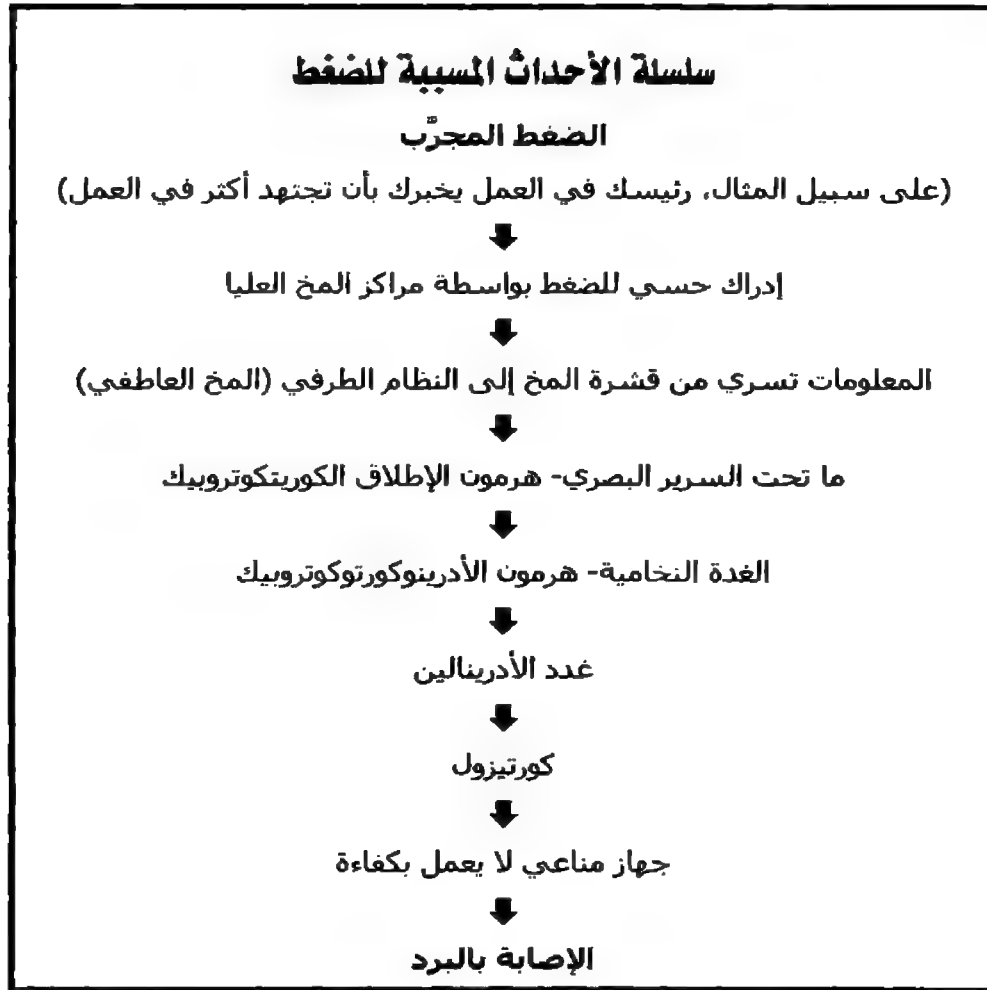 سلسلة الأحداث المسببة للضغط
الضغط المجرَّب
(على سبيل المثال، رئيسك في العمل يخبرك بأن تجتهد أكثر في العمل)
إدراك حسي للضغط بواسطة مراكز المخ العليا
المعلومات تسري من قشرة المخ إلى النظام الطرفي (المخ العاطفي)
ما تحت السرير البصري- هرمون الإطلاق الكوريتكوتروبيك
الغدة النخامية- هرمون الأدرينوكورتوكوتروبيك
غدد الأدرينالين
كورتيزول
جهاز مناعي لا يعمل بكفاءة
الإصابة بالبرد